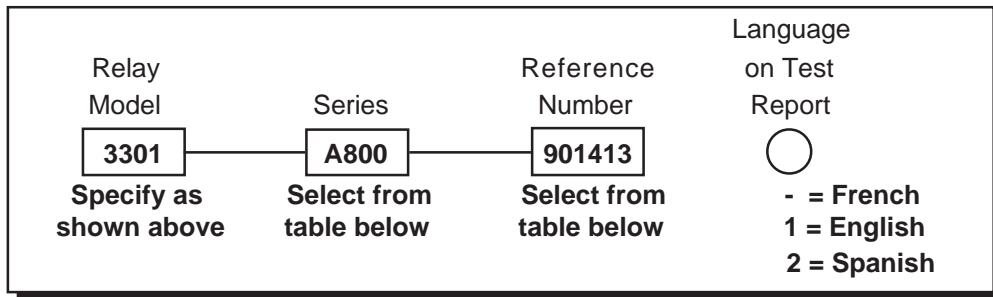 Relay
Model
3301
Specify as
shown above
Series
A800
Select from
table below
Reference
Number
901413
Select from
table below
Language
on Test
Report
- = French
1 = English
2 = Spanish